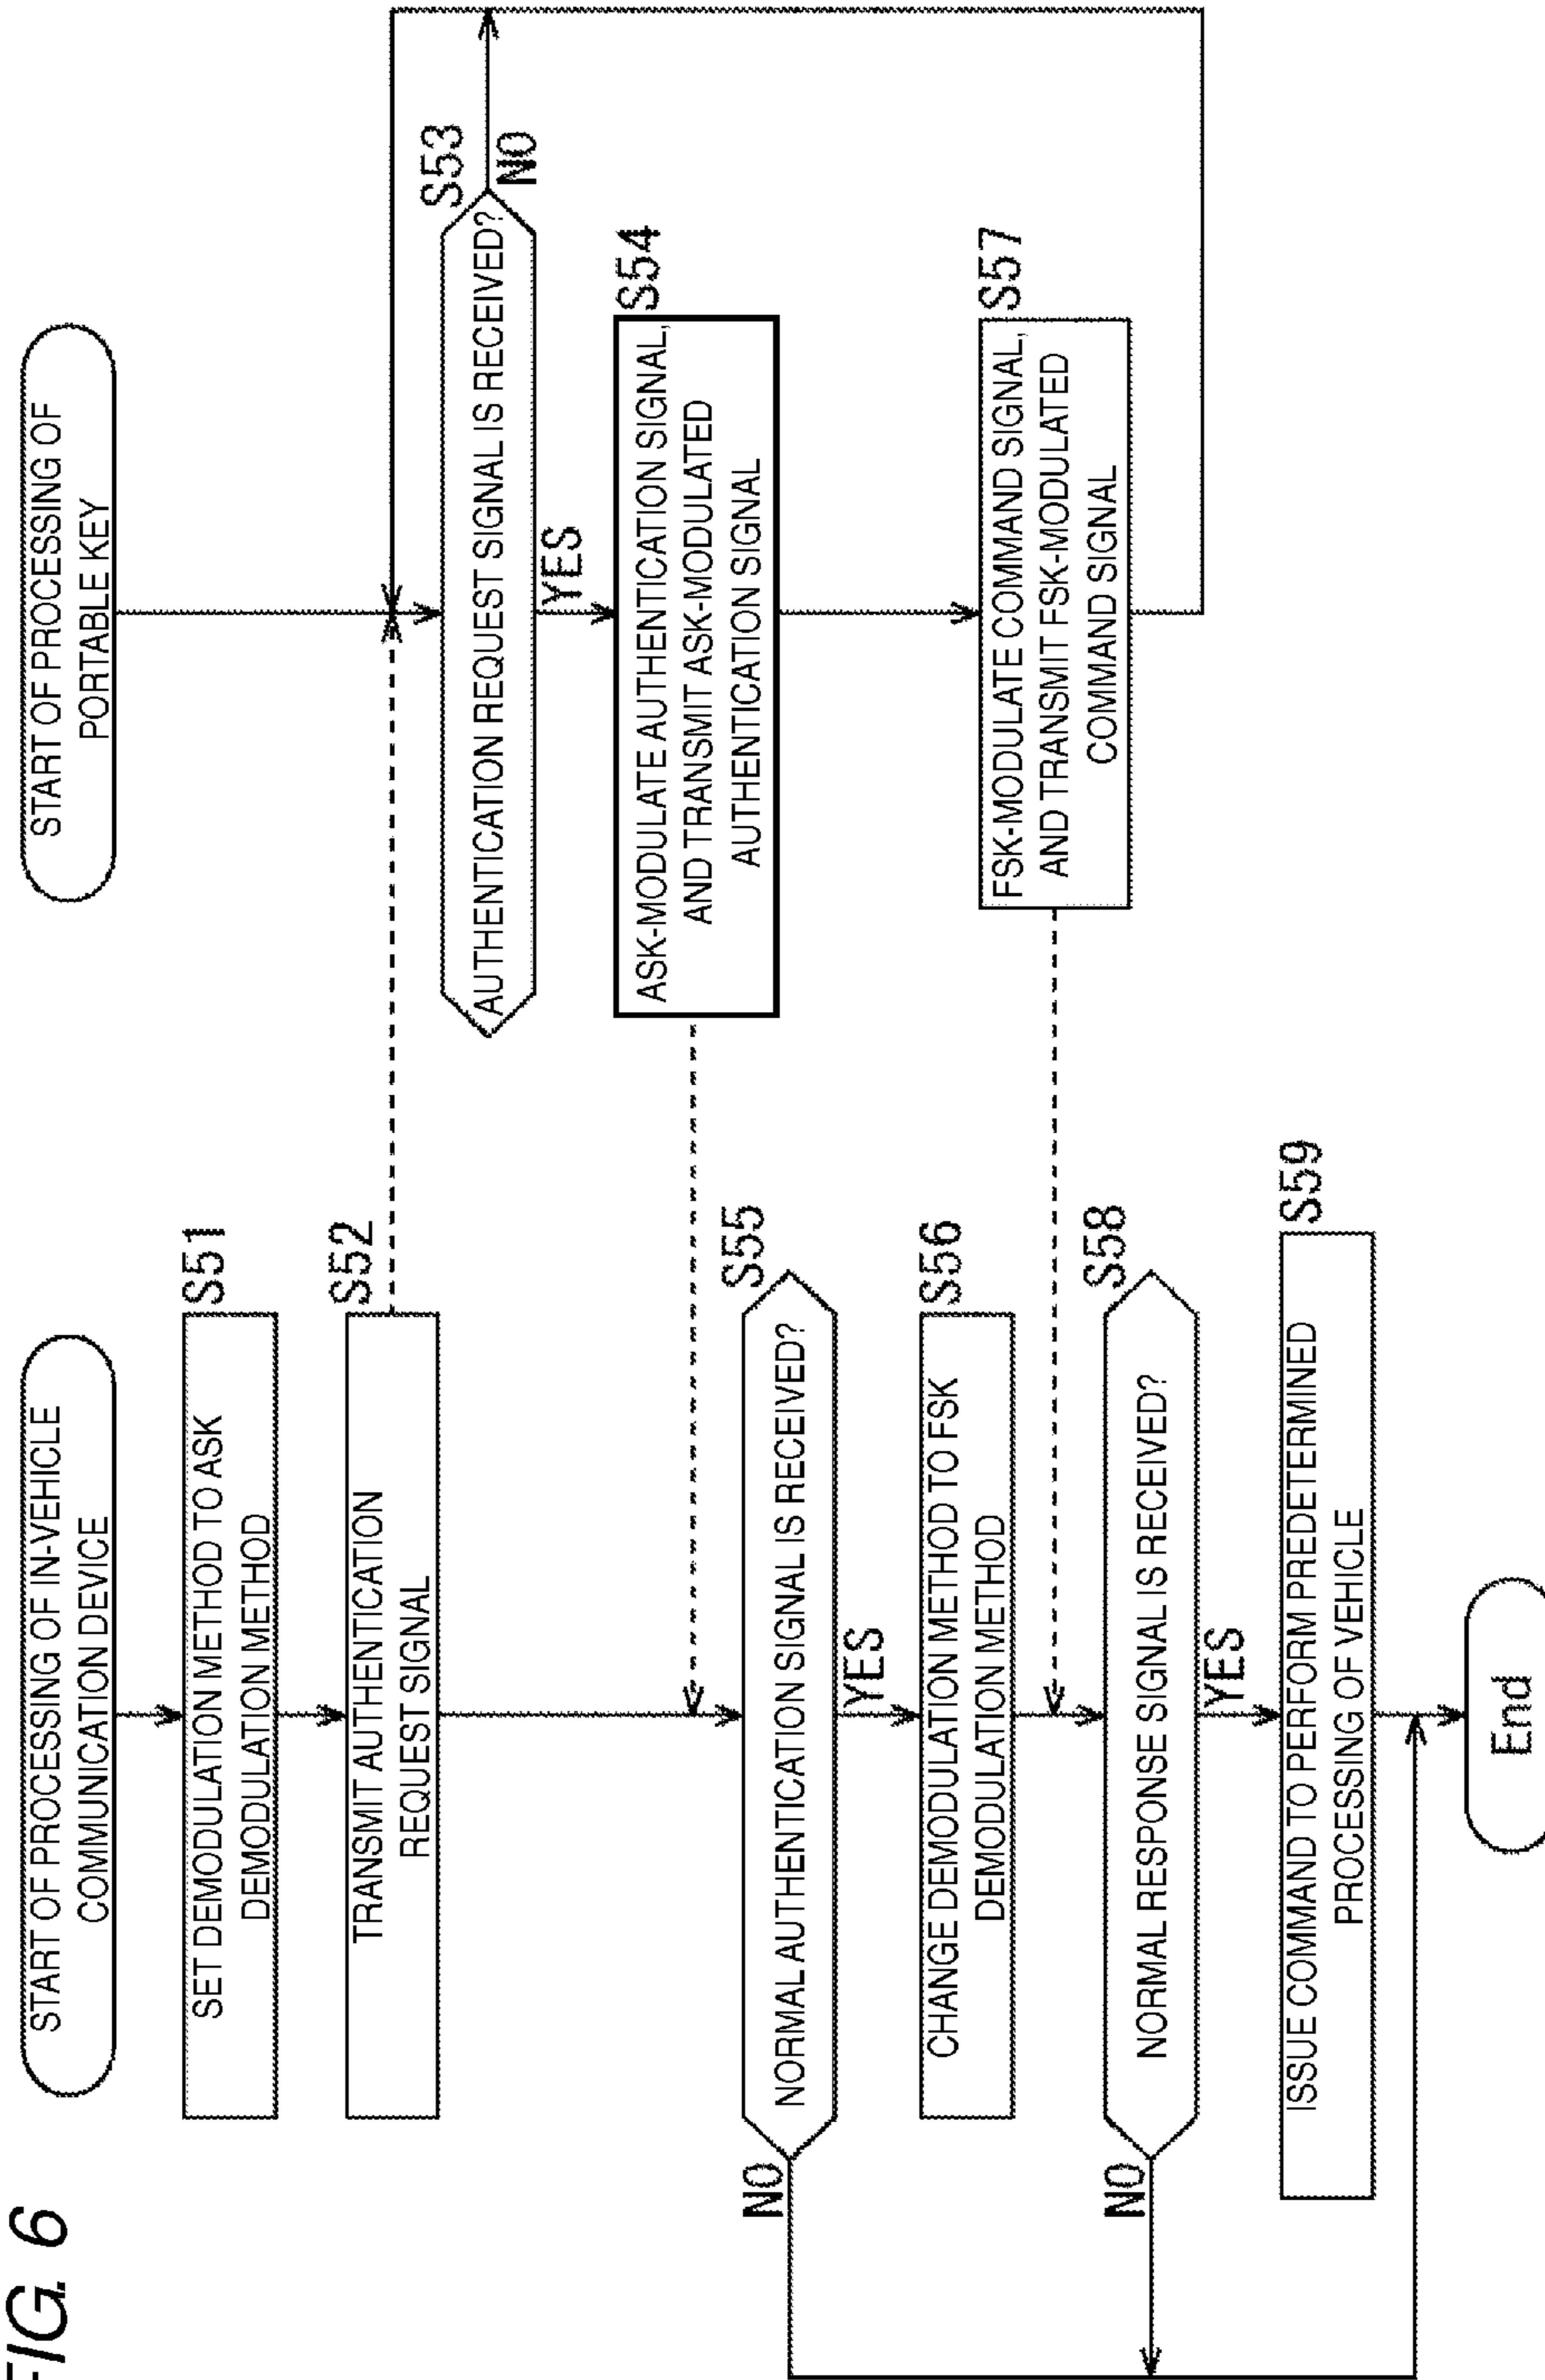 FIG. 6
START OF PROCESSING OF IN-VEHICLE
COMMUNICATION DEVICE
S51
SET DEMODULATION METHOD TO ASK
DEMODULATION METHOD
S52
TRANSMIT AUTHENTICATION
REQUEST SIGNAL
S55
NORMAL AUTHENTICATION SIGNAL IS RECEIVED?
NO
YES
S56
CHANGE DEMODULATION METHOD TO FSK
DEMODULATION METHOD
S58
NORMAL RESPONSE SIGNAL IS RECEIVED?
NO
YES
S59
ISSUE COMMAND TO PERFORM PREDETERMINED
PROCESSING OF VEHICLE
End
START OF PROCESSING OF
PORTABLE KEY
S53
AUTHENTICATION REQUEST SIGNAL IS RECEIVED?
NO
YES
S54
ASK-MODULATE AUTHENTICATION SIGNAL,
AND TRANSMIT ASK-MODULATED
AUTHENTICATION SIGNAL
S57
FSK-MODULATE COMMAND SIGNAL,
AND TRANSMIT FSK-MODULATED
COMMAND SIGNAL